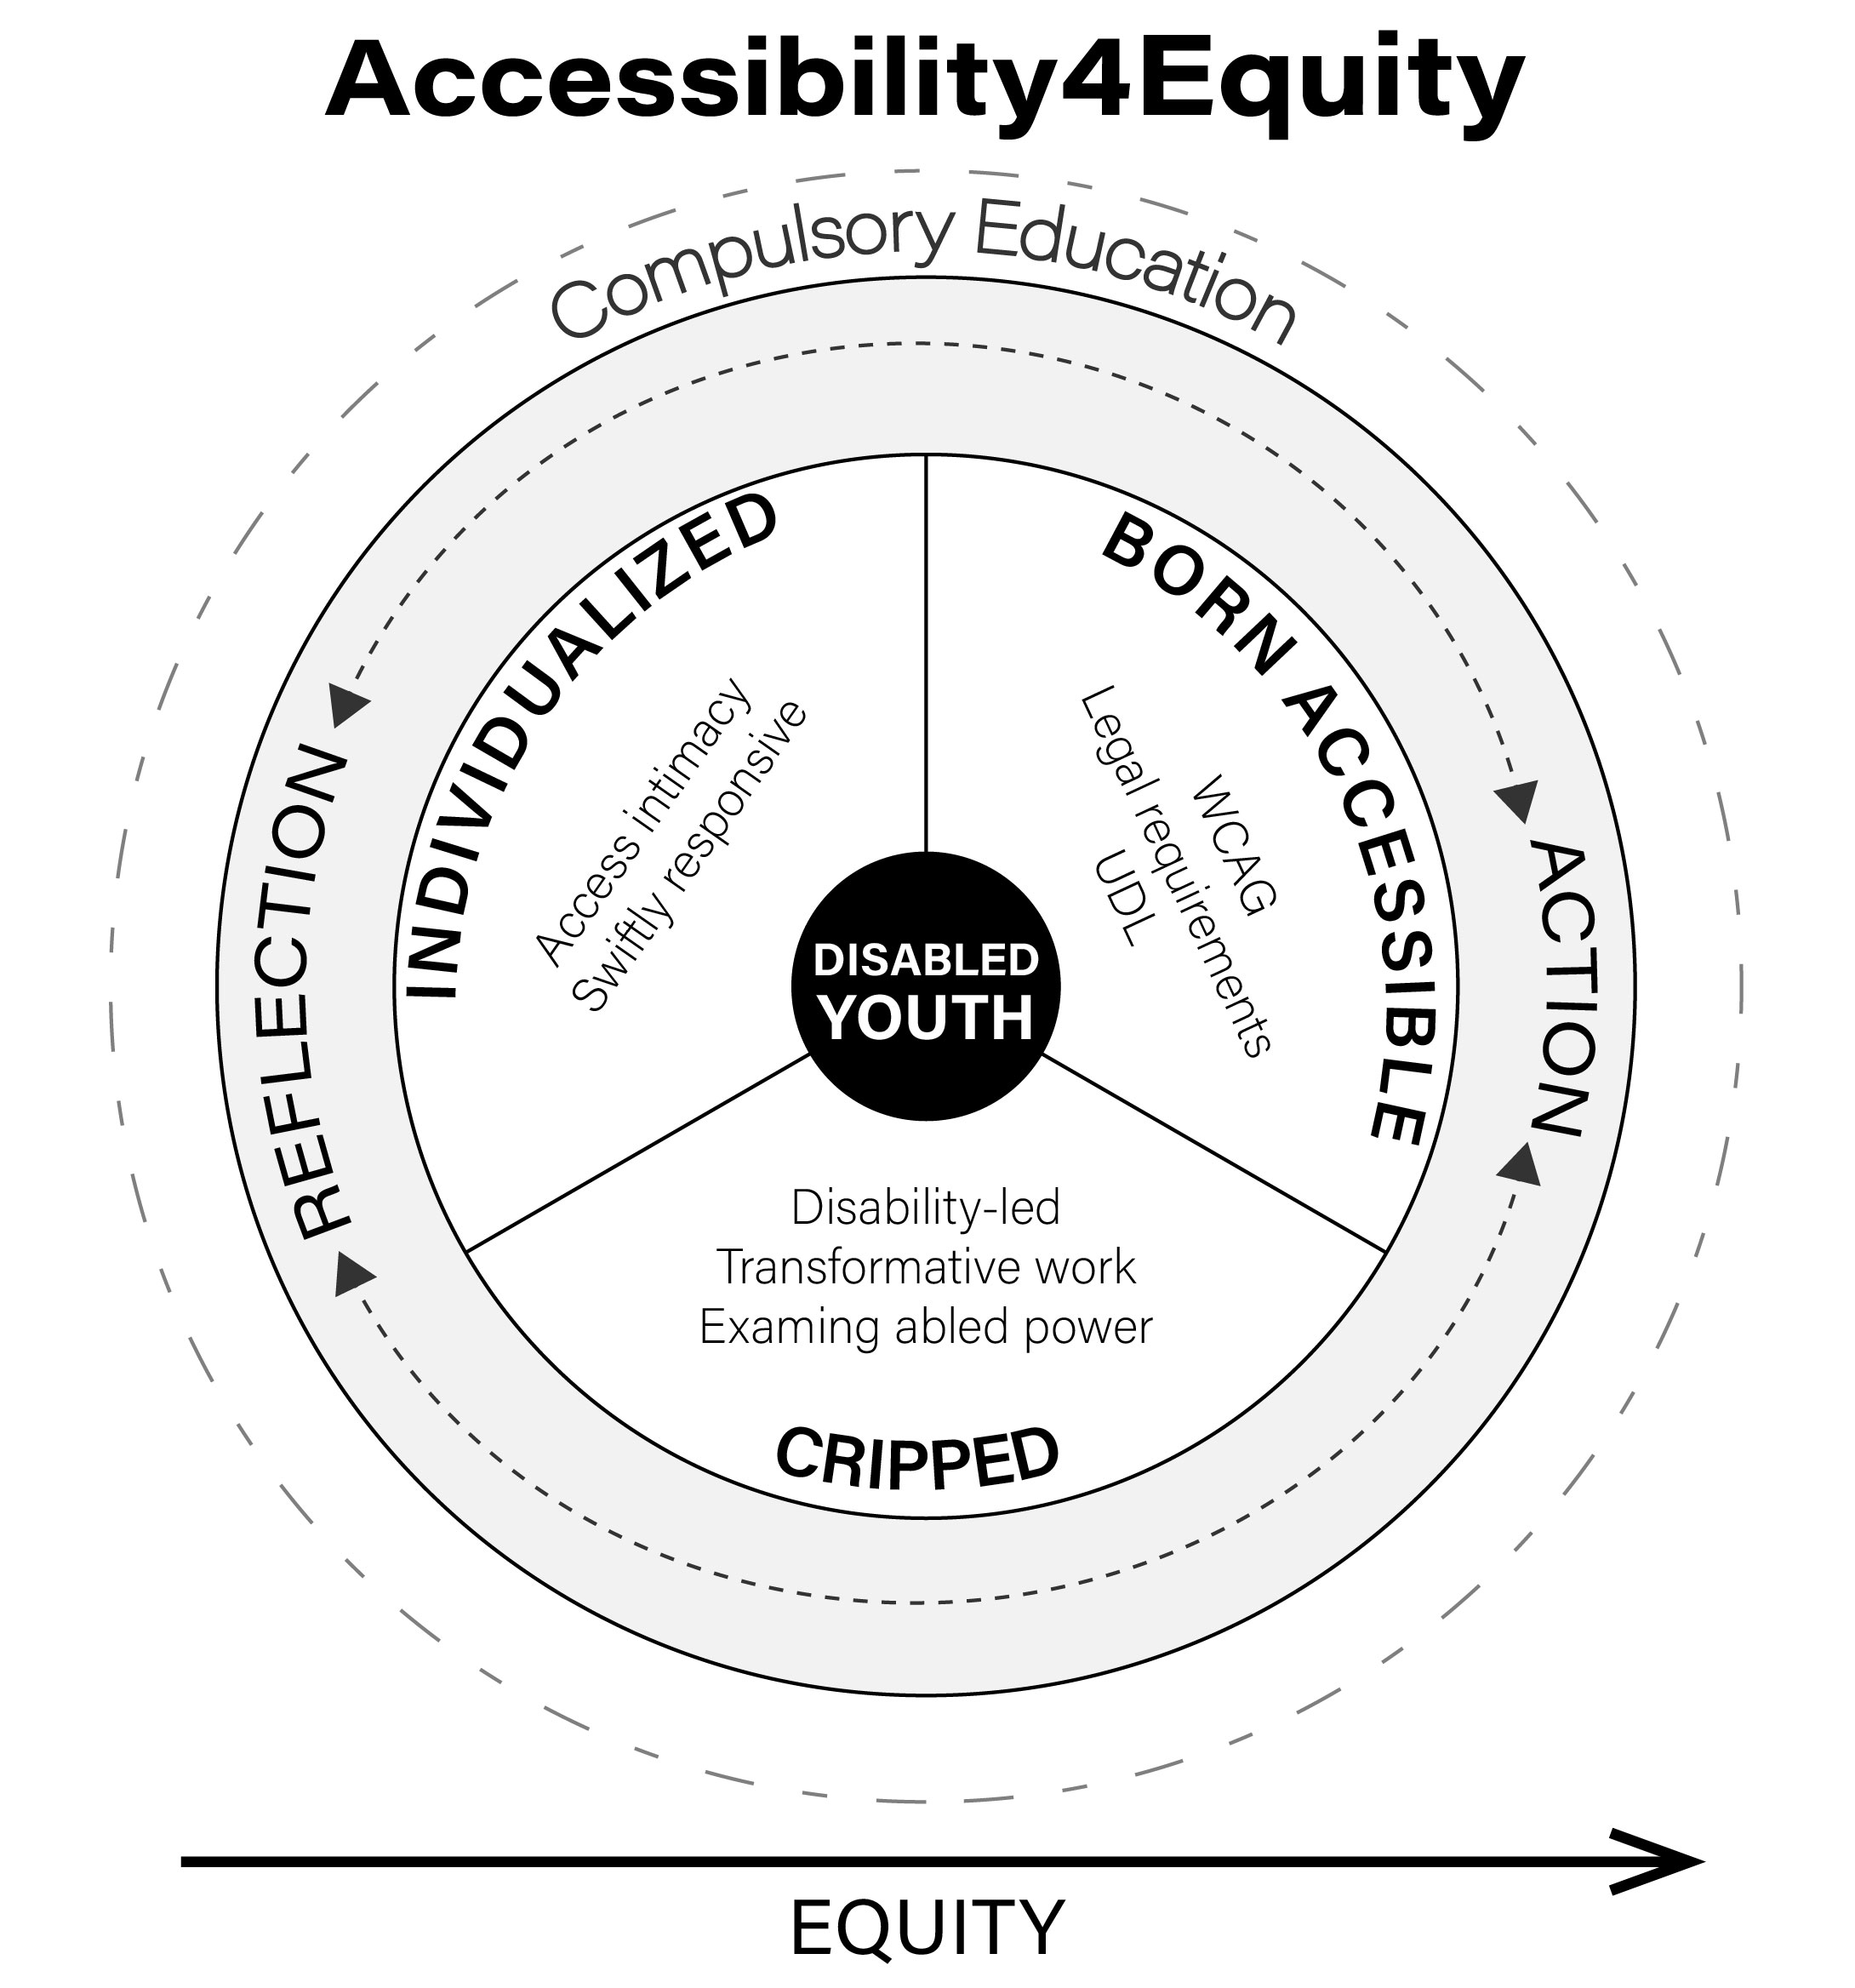 Accessibility4Equity
Compulsory Education
REFLECTION
ACTION
INDIVIDUALIZED
Access intimacy
Swiftly responsive
BORN ACCESSIBLE
WCAG
Legal requirements
UDL
DISABLED
YOUTH
Disability-led
Transformative work
Examing abled power
CRIPPED
EQUITY